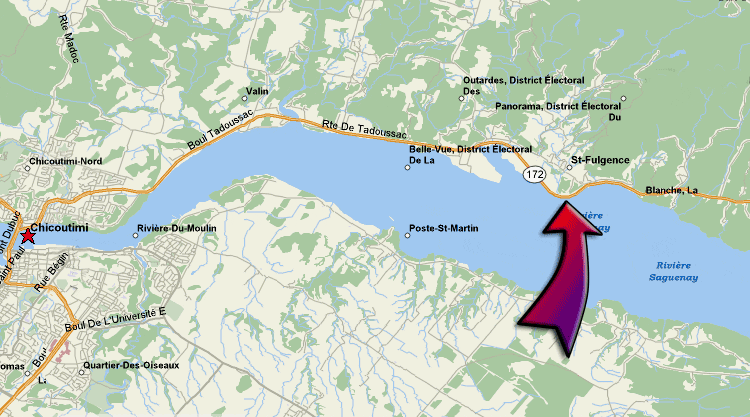 Rte Madoc
Valin
Outardes, District Électoral
Des
Panorama, District Électoral
Du
Boul Tadoussac
Rte De Tadoussac
Belle-Vue, District Électoral
De La
St-Fulgence
172
Chicoutimi-Nord
Blanche, La
Chicoutimi
Rivière-Du-Moulin
Poste-St-Martin
Rivière
Saguenay
Rue Bégin
Boul De L'Université E
Quartier-Des-Oiseaux